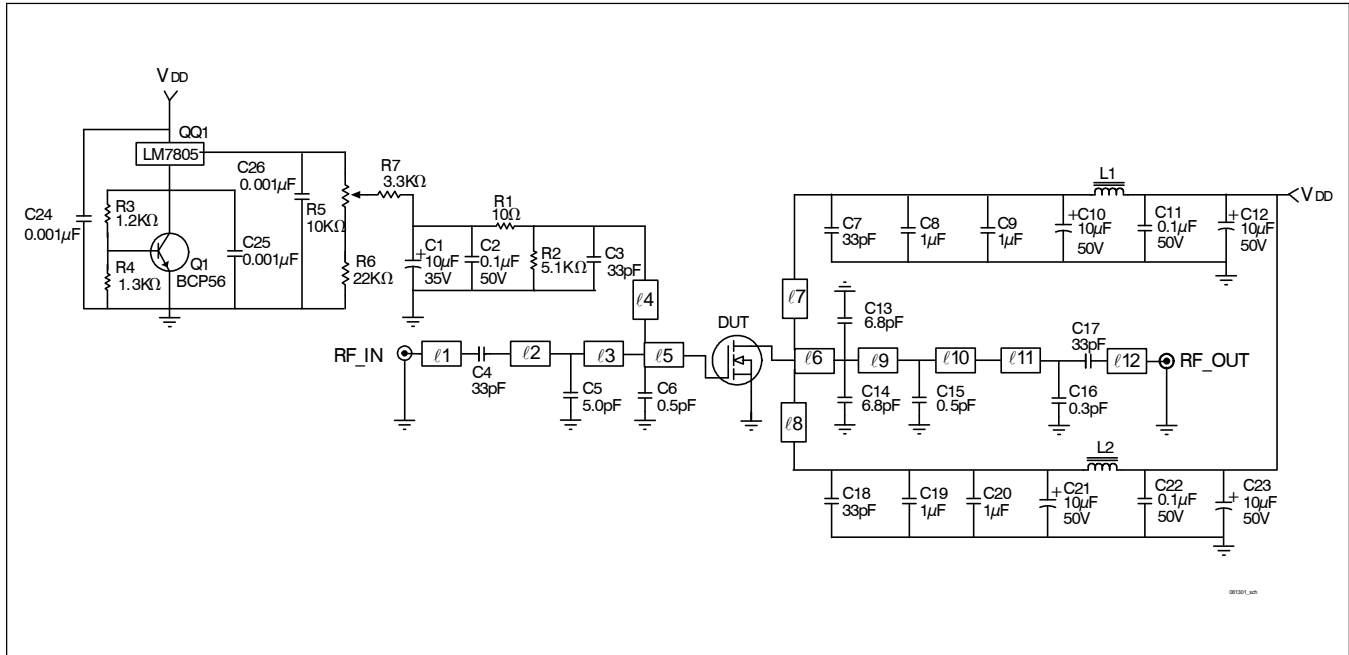 VDD
QQ1
LM7805
C24
0.001µF
R3
1.2KΩ
R4
1.3KΩ
Q1
BCP56
C25
0.001µF
C26
0.001µF
R5
10KΩ
R6
22KΩ
R7
3.3KΩ
+
C1
10µF
35V
C2
0.1µF
50V
R1
10Ω
R2
5.1KΩ
C3
33pF
ℓ4
RF_IN
ℓ1
C4
33pF
ℓ2
C5
5.0pF
ℓ3
C6
0.5pF
ℓ5
DUT
ℓ7
C7
33pF
C8
1µF
C9
1µF
+
C10
10µF
50V
L1
C11
0.1µF
50V
+
C12
10µF
50V
VDD
C13
6.8pF
ℓ6
C14
6.8pF
ℓ9
C15
0.5pF
ℓ10
ℓ11
C16
0.3pF
C17
33pF
ℓ12
RF_OUT
ℓ8
C18
33pF
C19
1µF
C20
1µF
+
C21
10µF
50V
L2
C22
0.1µF
50V
+
C23
10µF
50V